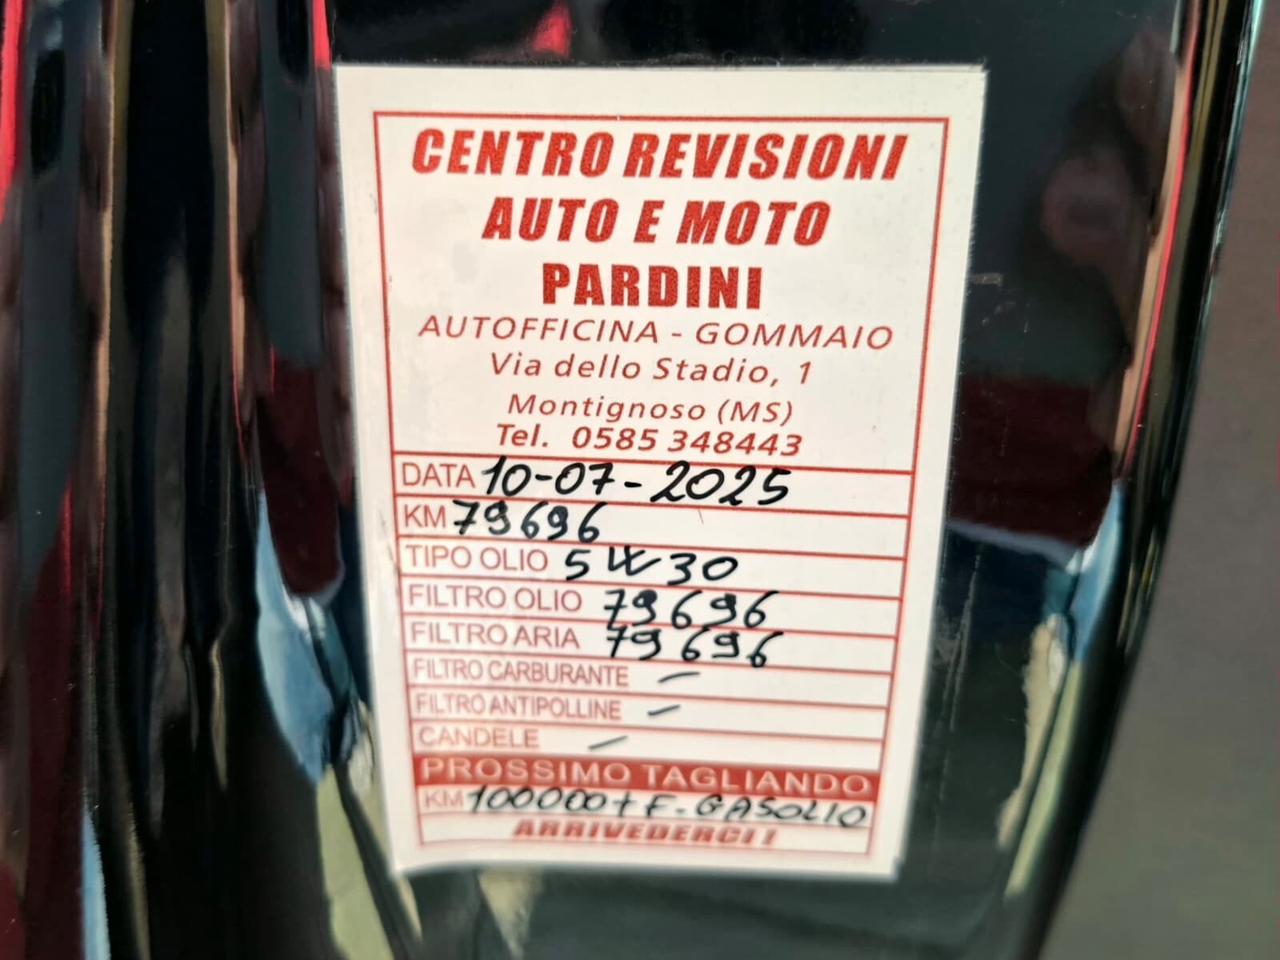 CENTRO REVISIONI
AUTO E MOTO
PARDINI
AUTOFFICINA - GOMMAIO
Via dello Stadio, 1
Montignoso (MS)
Tel. 0585 348443
DATA 10-07-2025
KM 79696
TIPO OLIO 5W30
FILTRO OLIO 79696
FILTRO ARIA 79696
FILTRO CARBURANTE -
FILTRO ANTIPOLLINE -
CANDELE -
PROSSIMO TAGLIANDO
KM 100000+ F. GASOLIO
ARRIVEDERCI!